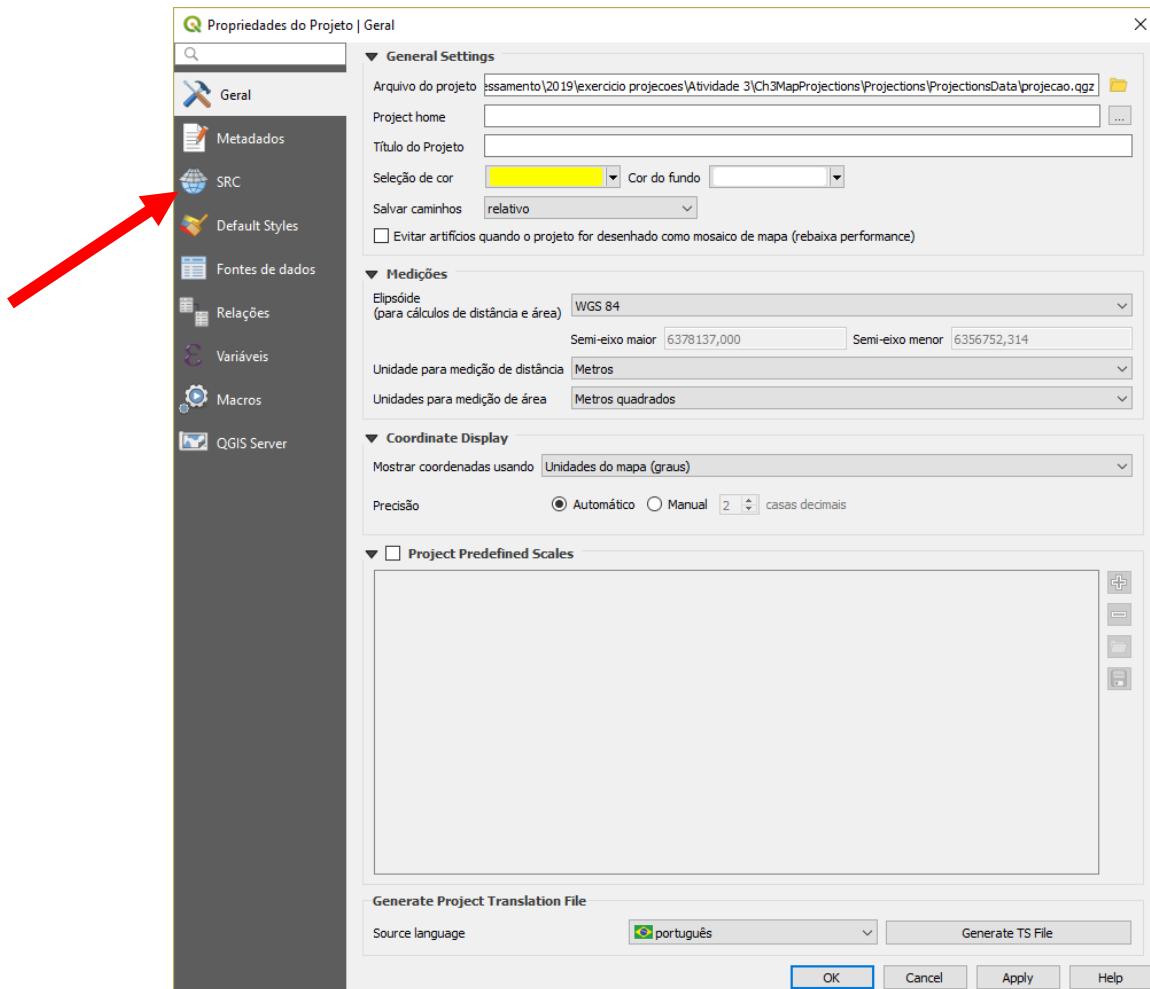 Propriedades do Projeto | Geral
Geral
Metadados
SRC
Default Styles
Fontes de dados
Relações
Variáveis
Macros
QGIS Server
General Settings
Arquivo do projeto essamento\2019\exercicio projecoes\Atividade 3\Ch3MapProjections\Projections\ProjectionsData\projecao.qgz
Project home ...
Título do Projeto
Seleção de cor Cor do fundo
Salvar caminhos relativo
Evitar artifícios quando o projeto for desenhado como mosaico de mapa (rebaixa performance)
Medições
Elipsóide
(para cálculos de distância e área) WGS 84
Semi-eixo maior 6378137,000 Semi-eixo menor 6356752,314
Unidade para medição de distância Metros
Unidades para medição de área Metros quadrados
Coordinate Display
Mostrar coordenadas usando Unidades do mapa (graus)
Precisão Automático Manual 2 casas decimais
Project Predefined Scales
Generate Project Translation File
Source language português Generate TS File
OK Cancel Apply Help